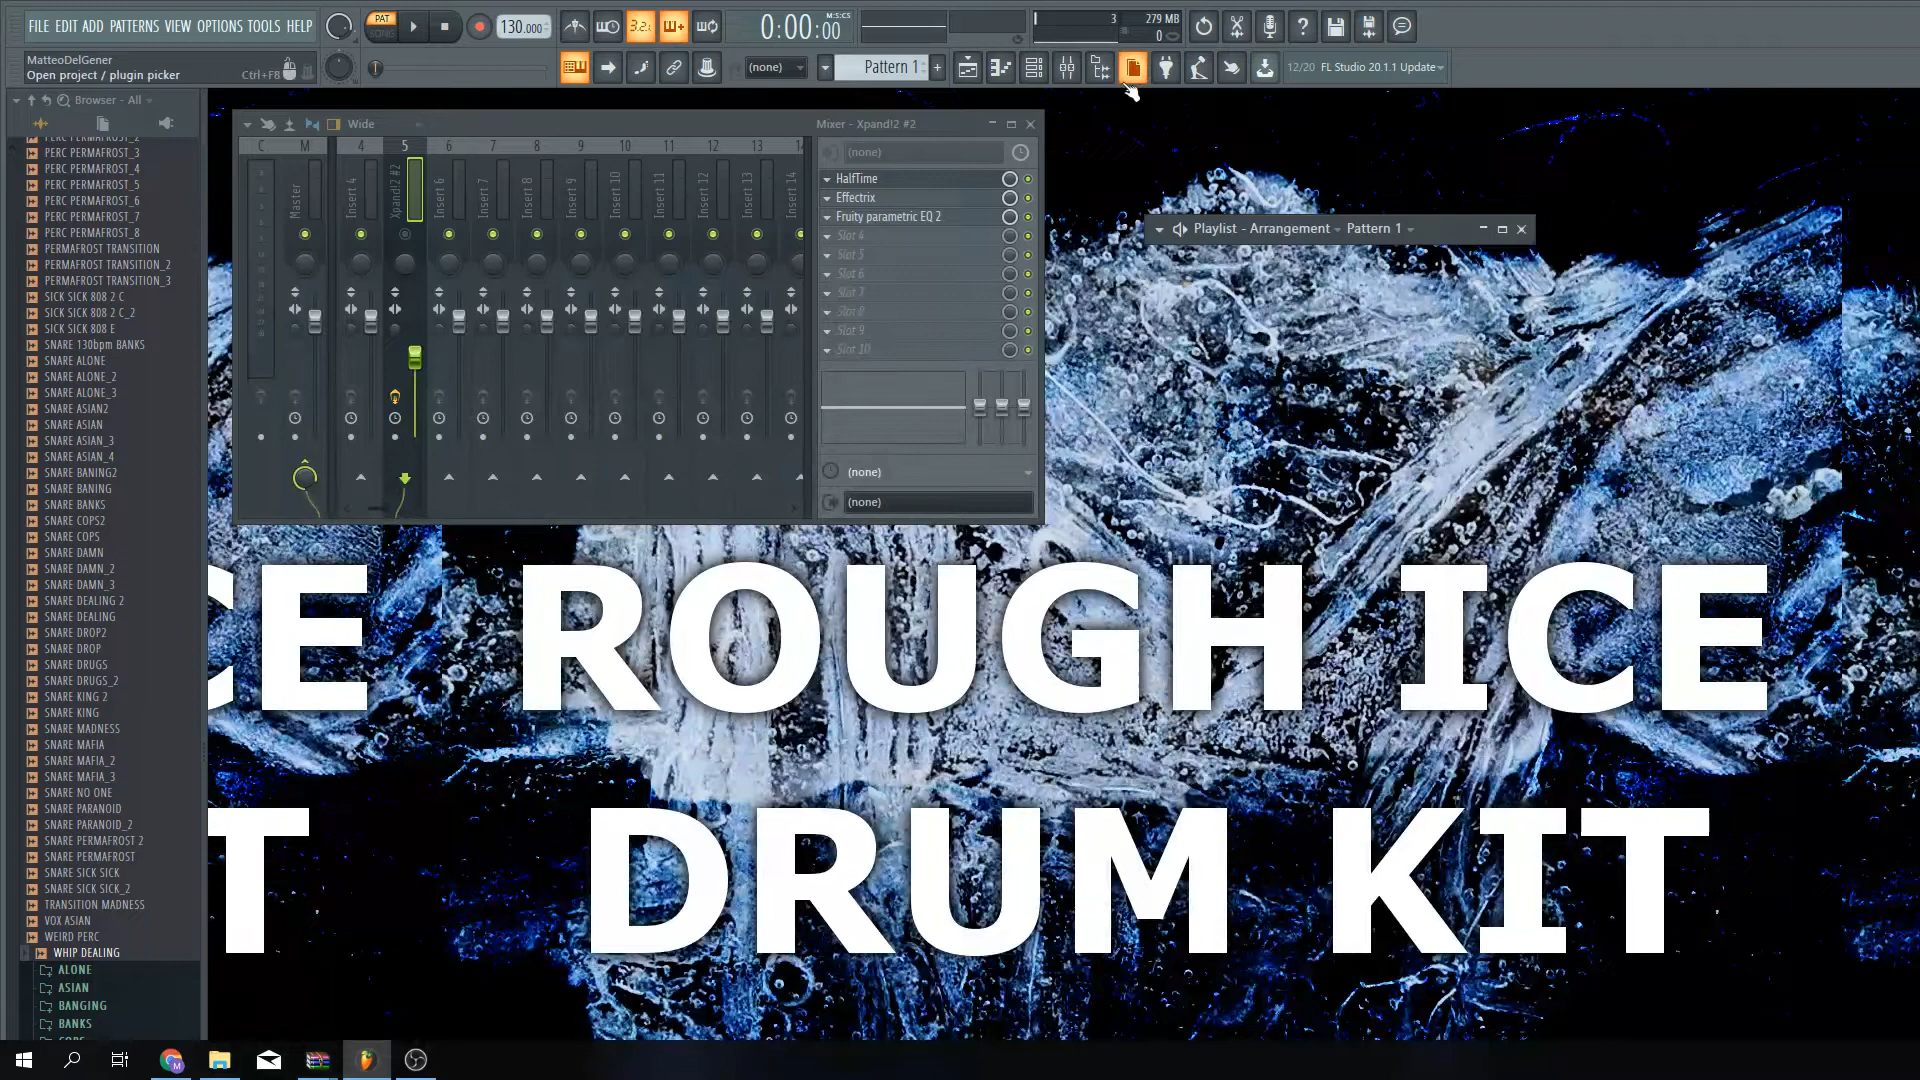 FILE EDIT ADD PATTERNS VIEW OPTIONS TOOLS HELP
PAT
SONG
130.000
3.2.
0:00:00
M:S:CS
3
279 MB
0
MatteoDelGener
Open project / plugin picker
Ctrl+F8
(none)
Pattern 1
+
12/20 FL Studio 20.1.1 Update
Browser - All
PERC PERMAFROST_2
PERC PERMAFROST_3
PERC PERMAFROST_4
PERC PERMAFROST_5
PERC PERMAFROST_6
PERC PERMAFROST_7
PERC PERMAFROST_8
PERMAFROST TRANSITION
PERMAFROST TRANSITION_2
PERMAFROST TRANSITION_3
SICK SICK 808 2 C
SICK SICK 808 2 C_2
SICK SICK 808 E
SNARE 130bpm BANKS
SNARE ALONE
SNARE ALONE_2
SNARE ALONE_3
SNARE ASIAN2
SNARE ASIAN
SNARE ASIAN_3
SNARE ASIAN_4
SNARE BANING2
SNARE BANING
SNARE BANKS
SNARE COPS2
SNARE COPS
SNARE DAMN
SNARE DAMN_2
SNARE DAMN_3
SNARE DEALING 2
SNARE DEALING
SNARE DROP2
SNARE DROP
SNARE DRUGS
SNARE DRUGS_2
SNARE KING 2
SNARE KING
SNARE MADNESS
SNARE MAFIA
SNARE MAFIA_2
SNARE MAFIA_3
SNARE NO ONE
SNARE PARANOID
SNARE PARANOID_2
SNARE PERMAFROST 2
SNARE PERMAFROST
SNARE SICK SICK
SNARE SICK SICK_2
TRANSITION MADNESS
VOX ASIAN
WEIRD PERC
WHIP DEALING
ALONE
ASIAN
BANGING
BANKS
Wide
Mixer - Xpand!2 #2
C M 4 5 6 7 8 9 10 11 12 13
Master
Insert 4
Xpand!2 #2
Insert 6
Insert 7
Insert 8
Insert 9
Insert 10
Insert 11
Insert 12
Insert 13
Insert 14
(none)
HalfTime
Effectrix
Fruity parametric EQ 2
Slot 4
Slot 5
Slot 6
Slot 7
Slot 8
Slot 9
Slot 10
(none)
(none)
Playlist - Arrangement
Pattern 1
CE ROUGH ICE
T DRUM KIT